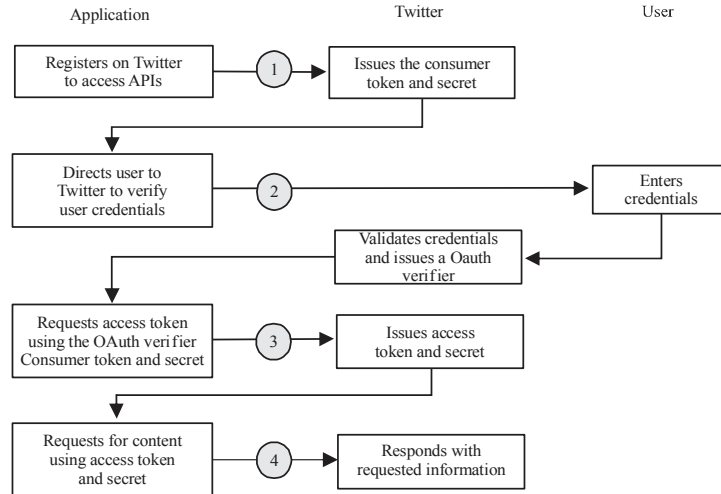 Application
Twitter
User
Registers on Twitter
to access APIs
1
Issues the consumer
token and secret
Directs user to
Twitter to verify
user credentials
2
Enters
credentials
Validates credentials
and issues a Oauth
verifier
Requests access token
using the OAuth verifier
Consumer token and secret
3
Issues access
token and secret
Requests for content
using access token
and secret
4
Responds with
requested information